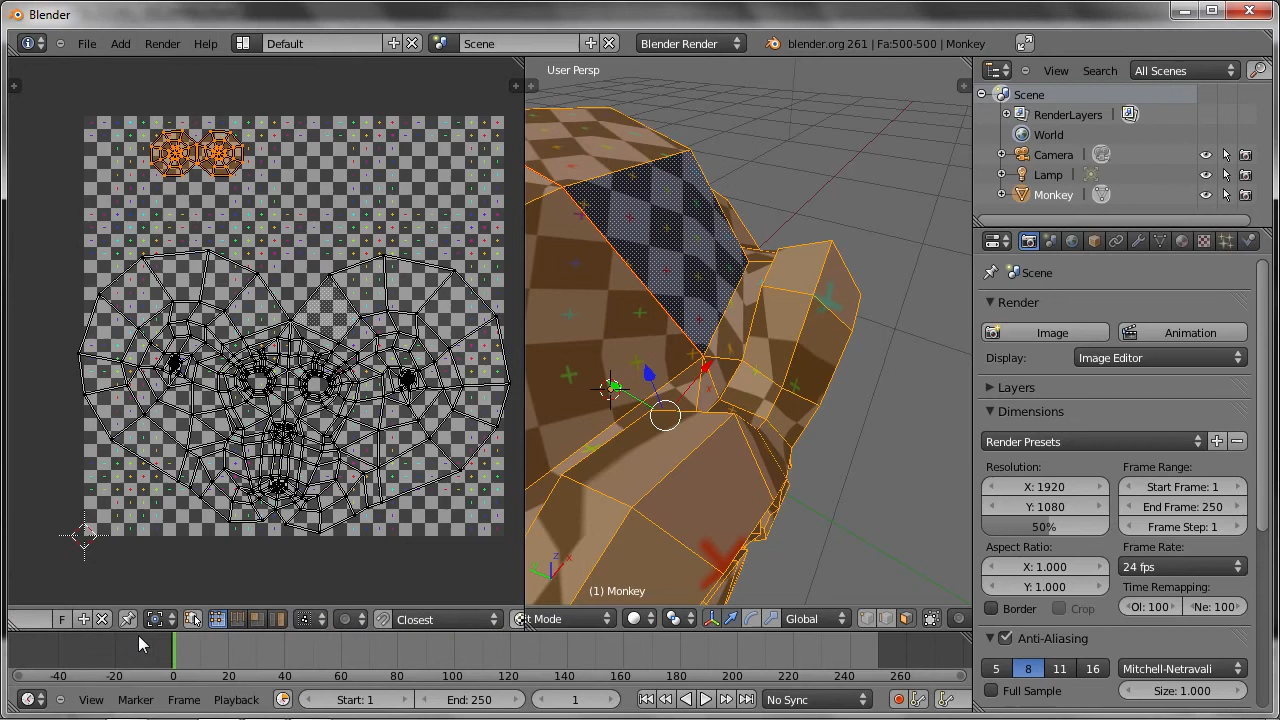 Blender
File Add Render Help Default Scene Blender Render blender.org 261 | Fa:500-500 | Monkey
User Persp
View Search All Scenes
Scene
RenderLayers
World
Camera
Lamp
Monkey
Scene
Render
Image Animation
Display: Image Editor
Layers
Dimensions
Render Presets
Resolution: Frame Range:
X: 1920 Start Frame: 1
Y: 1080 End Frame: 250
50% Frame Step: 1
Aspect Ratio: Frame Rate:
X: 1.000 24 fps
Y: 1.000 Time Remapping:
Border Crop Ol: 100 Ne: 100
Anti-Aliasing
5 8 11 16 Mitchell-Netravali
Full Sample Size: 1.000
(1) Monkey
F Closest t Mode Global
-40 -20 0 20 40 60 80 100 120 140 160 180 200 220 240 260
View Marker Frame Playback Start: 1 End: 250 1 No Sync